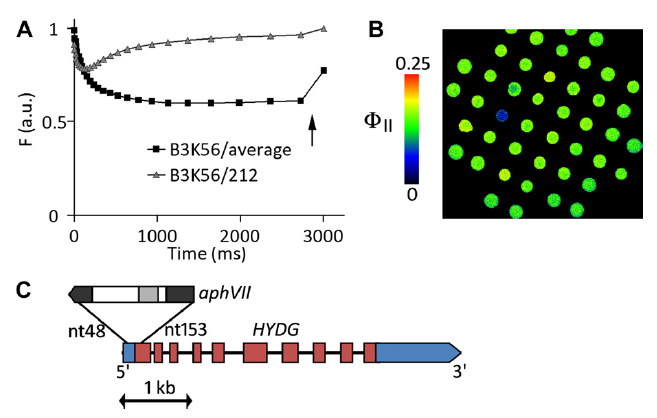 A
1
0.5
0
F (a.u.)
B3K56/average
B3K56/212
0
1000
2000
3000
Time (ms)
B
0.25
ΦII
0
C
aphVII
nt48
nt153
HYDG
5'
3'
1 kb